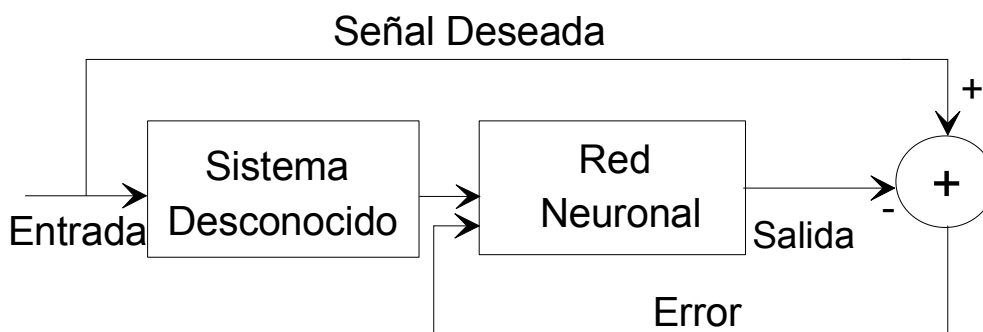 Señal Deseada
+
Sistema
Desconocido
Red
Neuronal
+
-
Entrada
Salida
Error